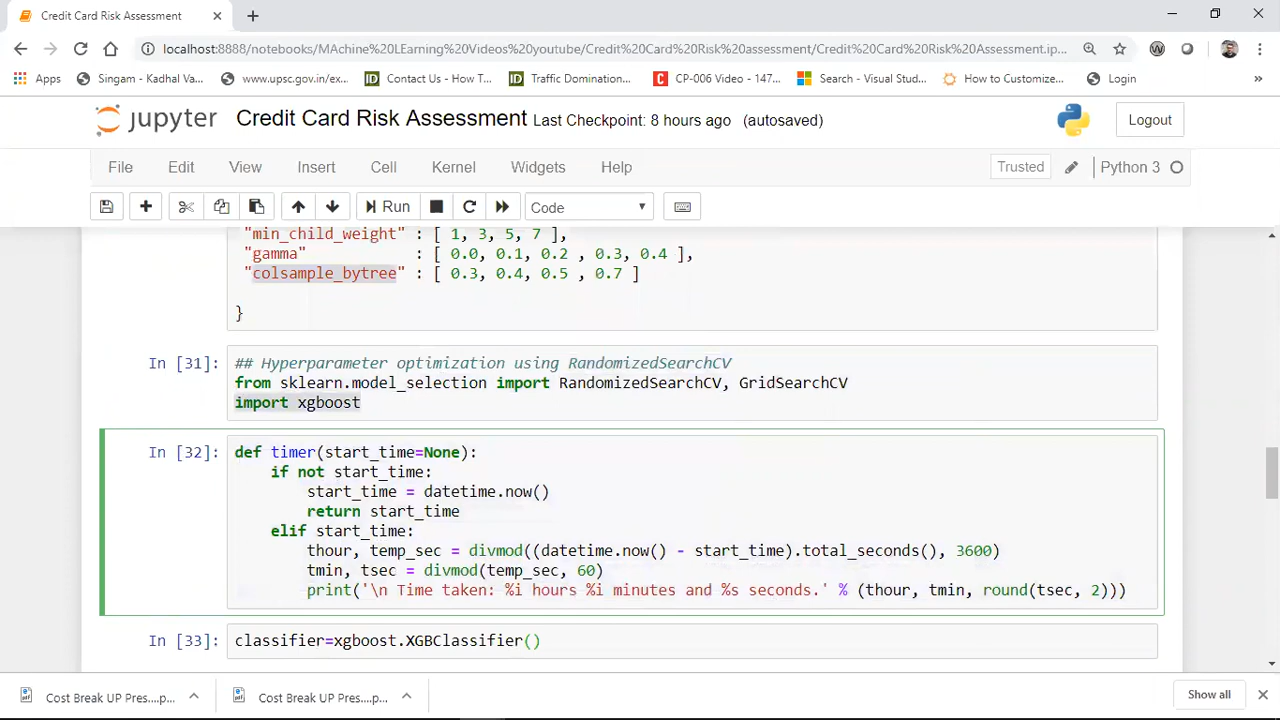 Credit Card Risk Assessment
localhost:8888/notebooks/MAchine%20LEarning%20Videos%20youtube/Credit%20Card%20Risk%20assessment/Credit%20Card%20Risk%20Assessment.ip...
Apps Singam - Kadhal Va... www.upsc.gov.in/ex... Contact Us - How T... Traffic Domination... CP-006 Video - 147... Search - Visual Stud... How to Customize... Login »
jupyter Credit Card Risk Assessment Last Checkpoint: 8 hours ago (autosaved) Logout
File Edit View Insert Cell Kernel Widgets Help Trusted Python 3
Run Code
"min_child_weight" : [ 1, 3, 5, 7 ],
"gamma" : [ 0.0, 0.1, 0.2 , 0.3, 0.4 ],
"colsample_bytree" : [ 0.3, 0.4, 0.5 , 0.7 ]
}
In [31]: ## Hyperparameter optimization using RandomizedSearchCV
from sklearn.model_selection import RandomizedSearchCV, GridSearchCV
import xgboost
In [32]: def timer(start_time=None):
if not start_time:
start_time = datetime.now()
return start_time
elif start_time:
thour, temp_sec = divmod((datetime.now() - start_time).total_seconds(), 3600)
tmin, tsec = divmod(temp_sec, 60)
print('\n Time taken: %i hours %i minutes and %s seconds.' % (thour, tmin, round(tsec, 2)))
In [33]: classifier=xgboost.XGBClassifier()
Cost Break UP Pres....p... Cost Break UP Pres....p... Show all